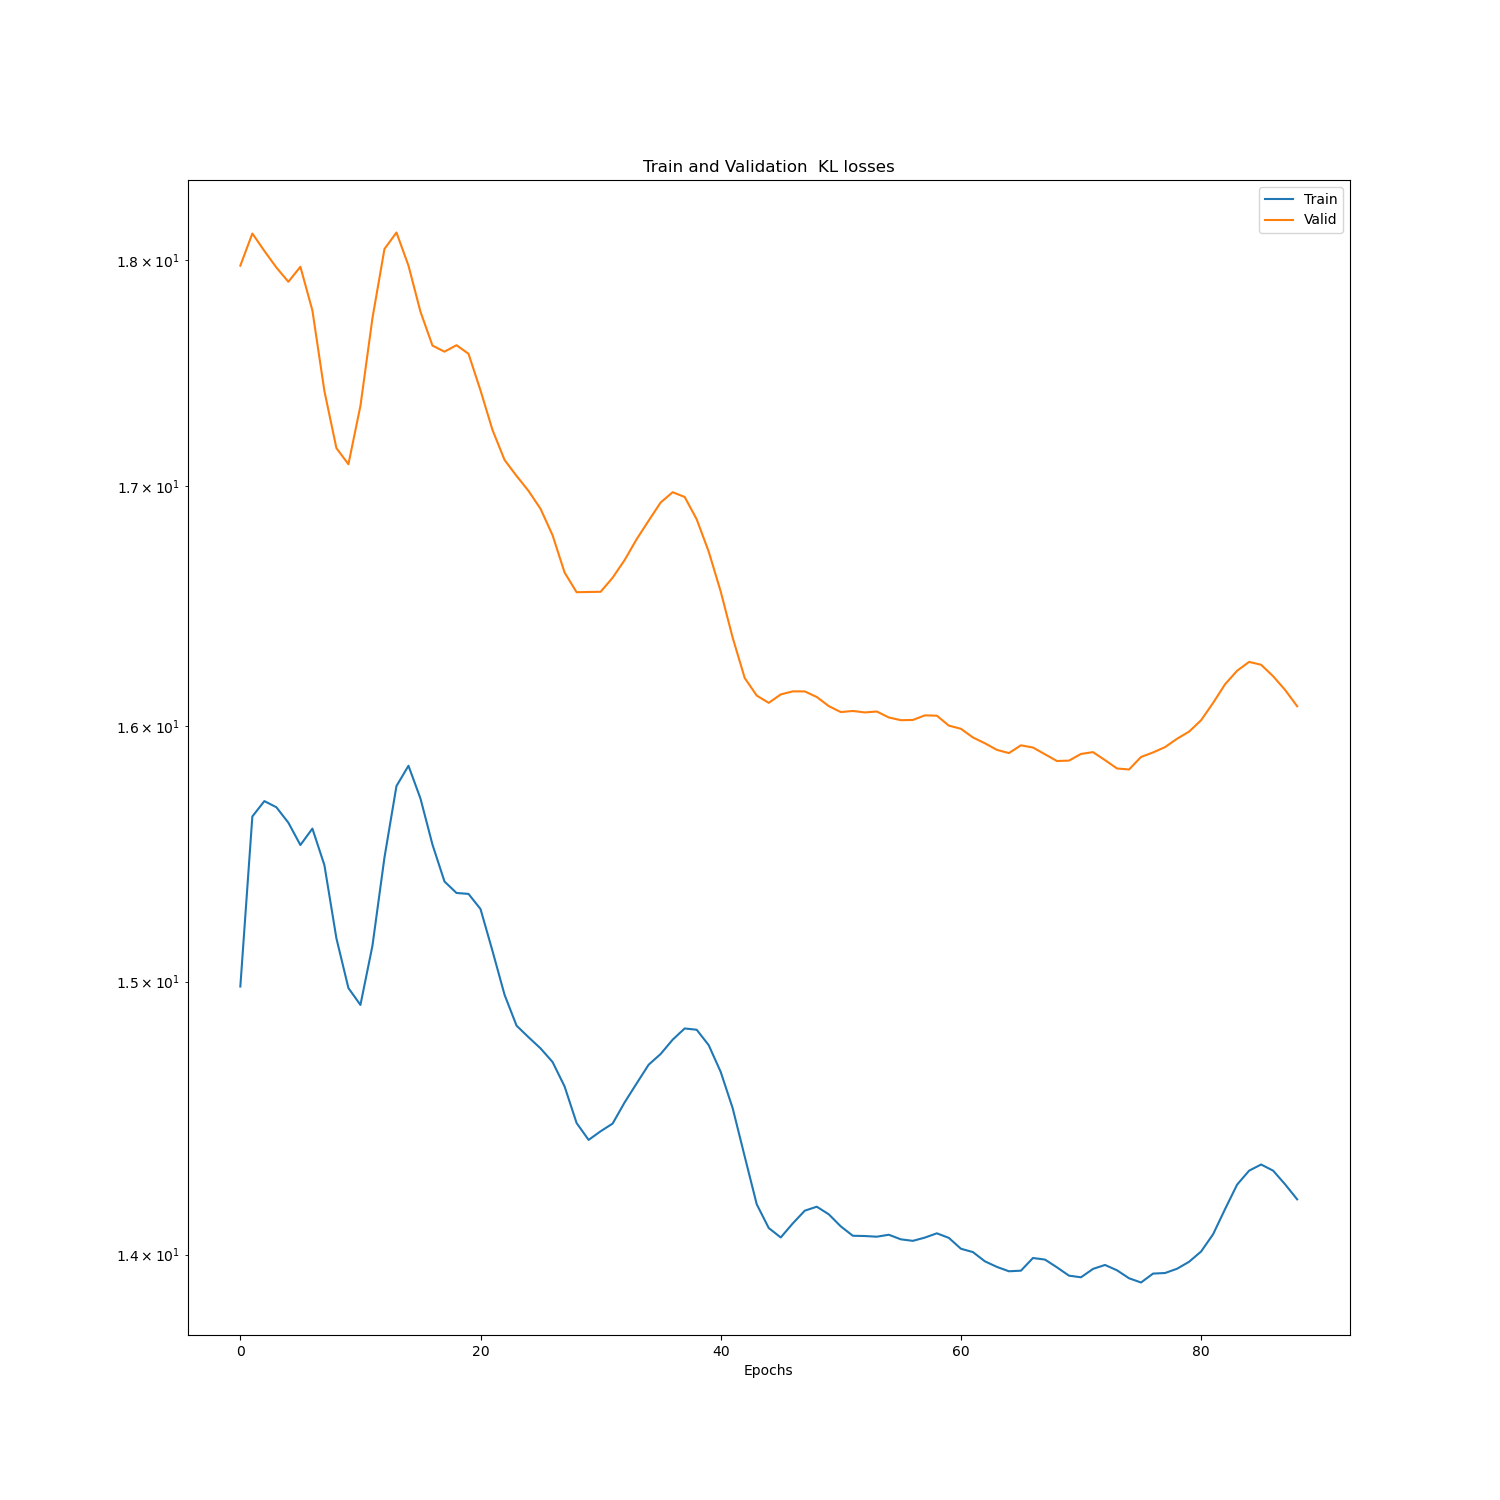 Train and Validation  KL losses
Train
Valid
1.8 × 10¹
1.7 × 10¹
1.6 × 10¹
1.5 × 10¹
1.4 × 10¹
0 20 40 60 80
Epochs